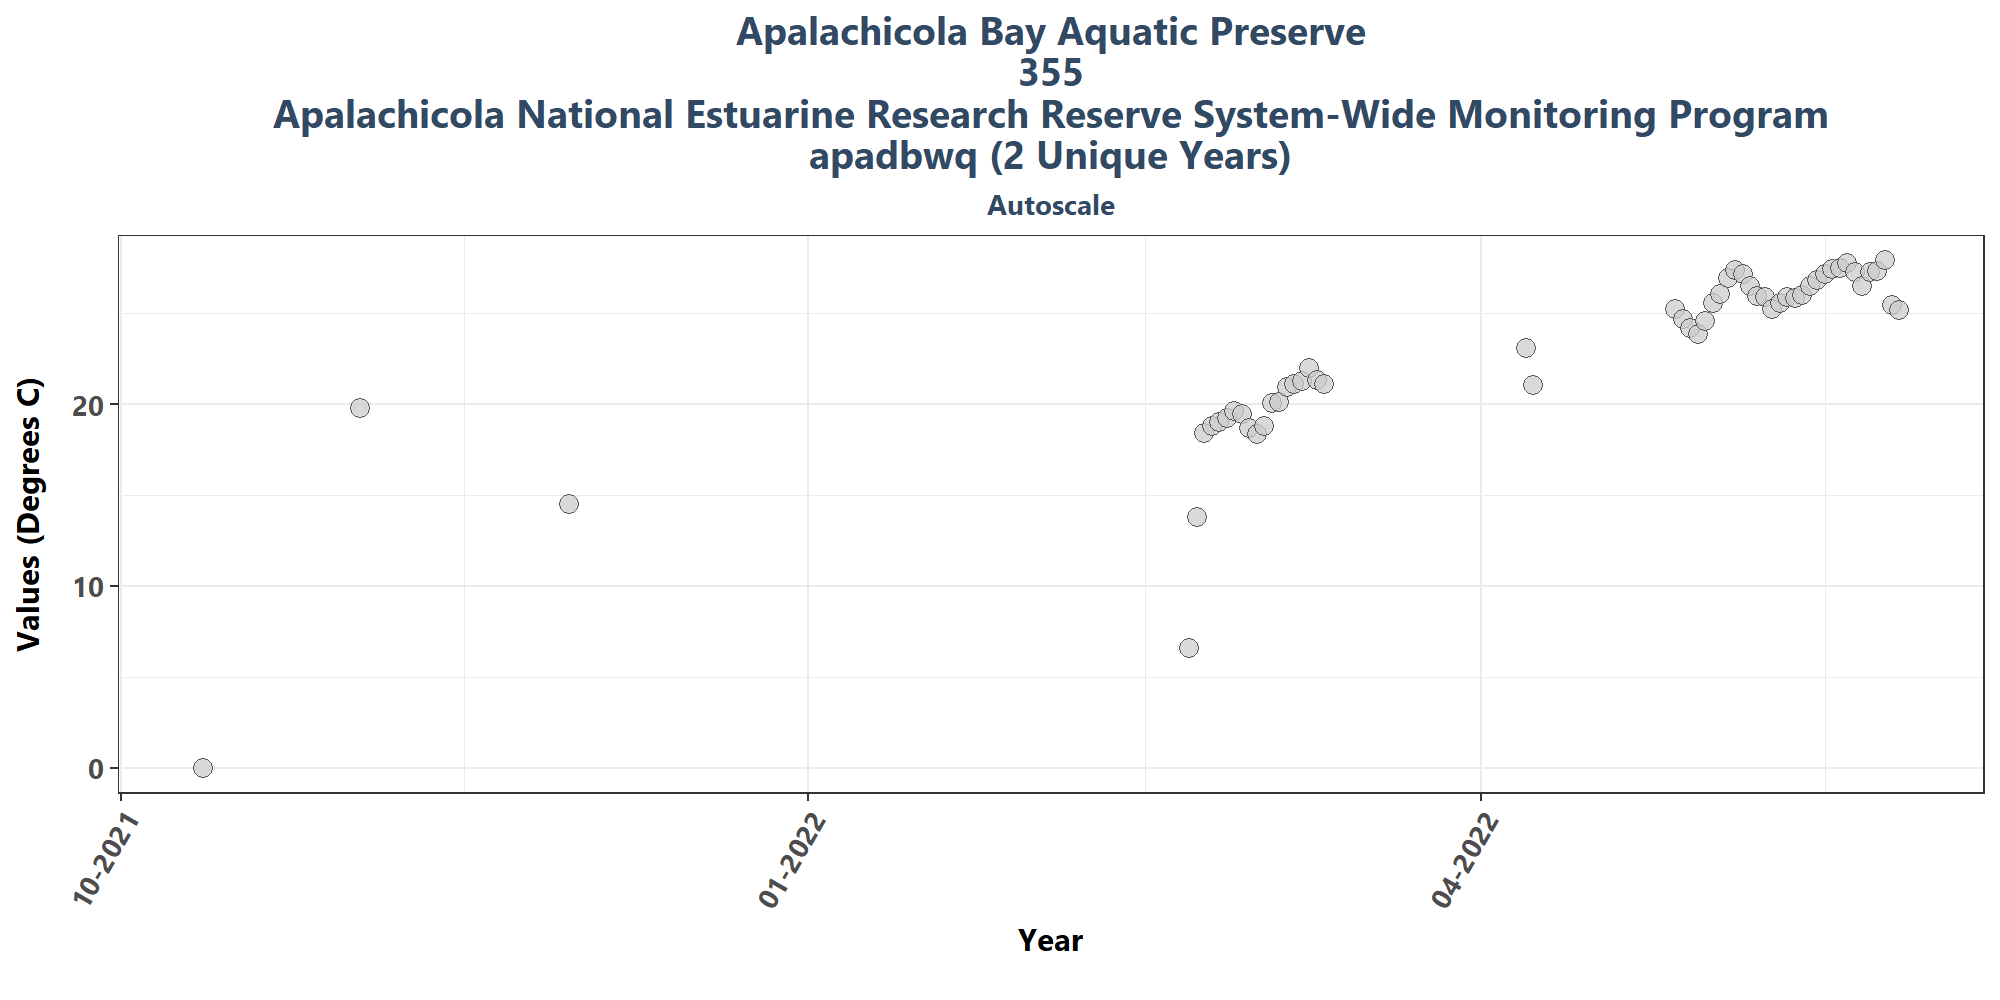 Apalachicola Bay Aquatic Preserve
355
Apalachicola National Estuarine Research Reserve System-Wide Monitoring Program
apadbwq (2 Unique Years)
Autoscale
Values (Degrees C)
20
10
0
10-2021
01-2022
04-2022
Year